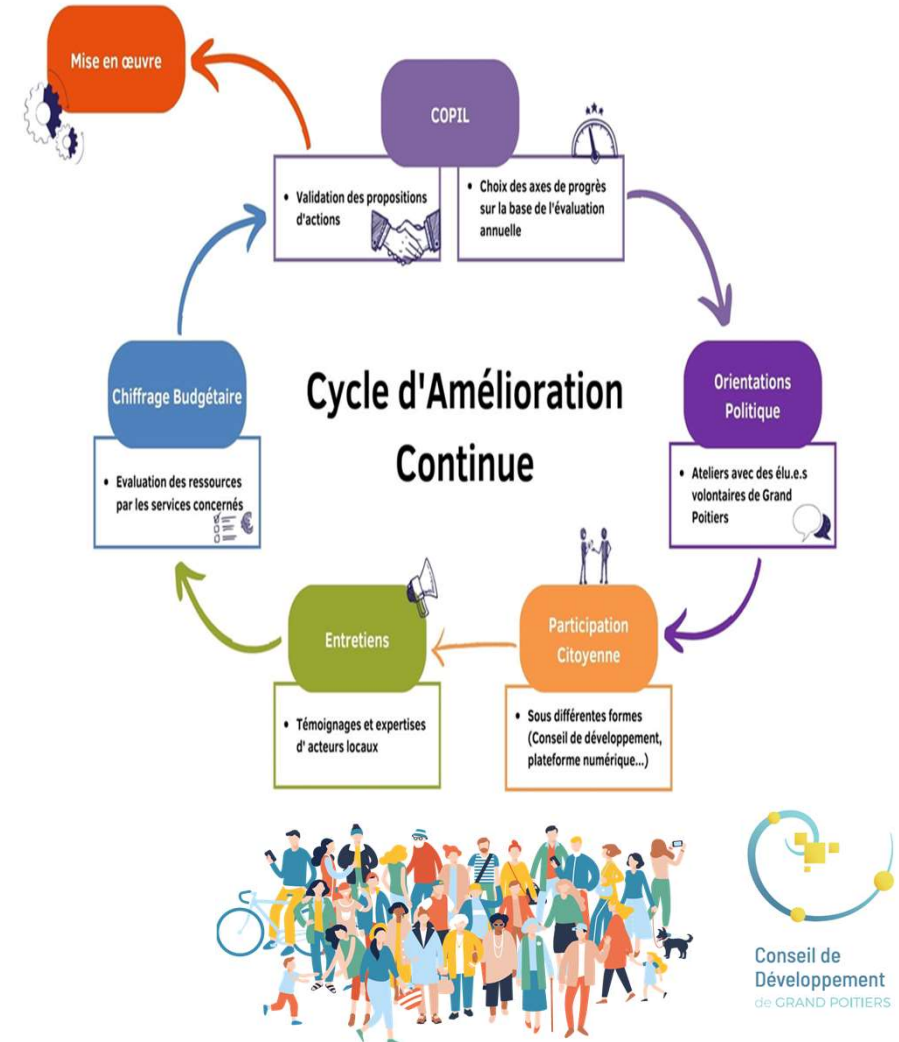 Mise en œuvre
COPIL
• Validation des propositions
d'actions
• Choix des axes de progrès
sur la base de l'évaluation
annuelle
Chiffrage Budgétaire
• Evaluation des ressources
par les services concernés
Cycle d'Amélioration
Continue
Orientations
Politique
• Ateliers avec des élu.e.s
volontaires de Grand
Poitiers
Entretiens
• Témoignages et expertises
d' acteurs locaux
Participation
Citoyenne
• Sous différentes formes
(Conseil de développement,
plateforme numérique...)
Conseil de
Développement
de GRAND POITIERS